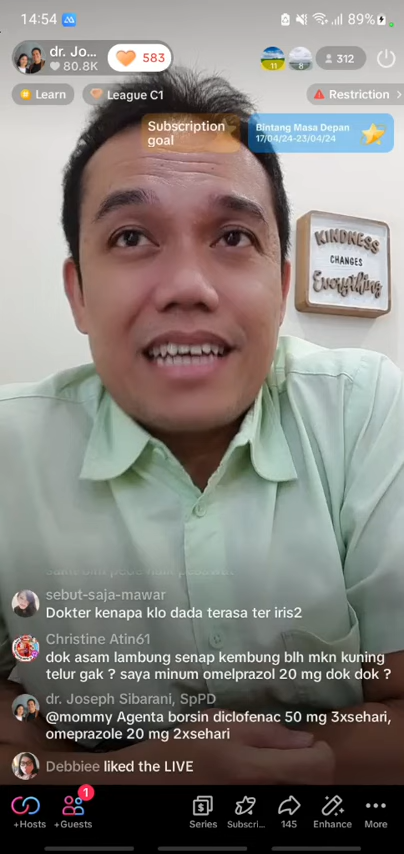 14:54
89%
dr. Jo...
80.8K
583
11
8
312
Learn
League C1
Restriction
Subscription
goal
Bintang Masa Depan
17/04/24-23/04/24
KINDNESS
CHANGES
Everything
sebut-saja-mawar
Dokter kenapa klo dada terasa ter iris2
Christine Atin61
dok asam lambung senap kembung blh mkn kuning
telur gak ? saya minum omelprazol 20 mg dok dok ?
dr. Joseph Sibarani, SpPD
@mommy Agenta borsin diclofenac 50 mg 3xsehari,
omeprazole 20 mg 2xsehari
Debbiee liked the LIVE
1
+Hosts
+Guests
Series
Subscri...
145
Enhance
More